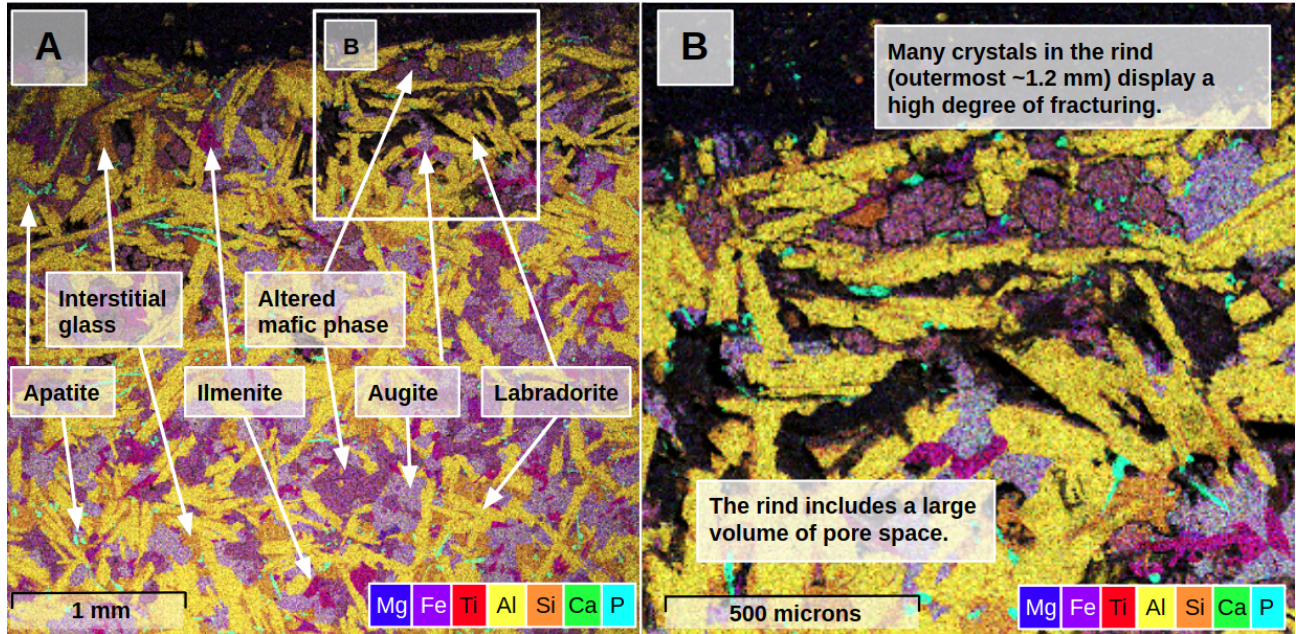 A
B
Interstitial
glass
Altered
mafic phase
Apatite
Ilmenite
Augite
Labradorite
1 mm
Mg Fe Ti Al Si Ca P
B
Many crystals in the rind
(outermost ~1.2 mm) display a
high degree of fracturing.
The rind includes a large
volume of pore space.
500 microns
Mg Fe Ti Al Si Ca P